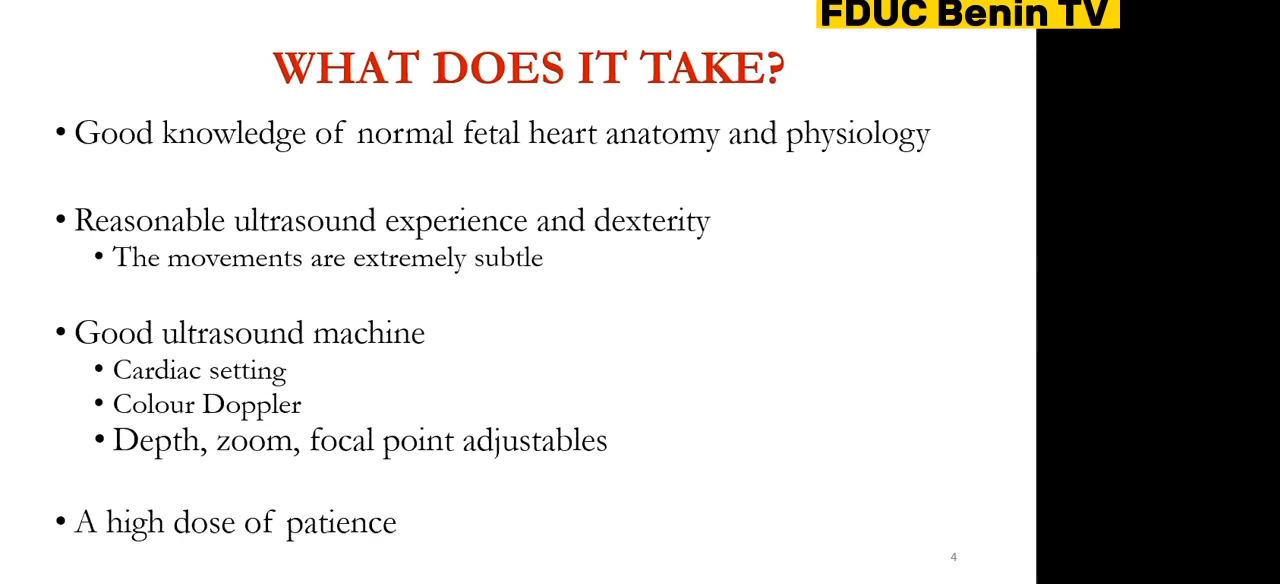 FDUC Benin TV
WHAT DOES IT TAKE?
• Good knowledge of normal fetal heart anatomy and physiology
• Reasonable ultrasound experience and dexterity
• The movements are extremely subtle
• Good ultrasound machine
• Cardiac setting
• Colour Doppler
• Depth, zoom, focal point adjustables
• A high dose of patience
4